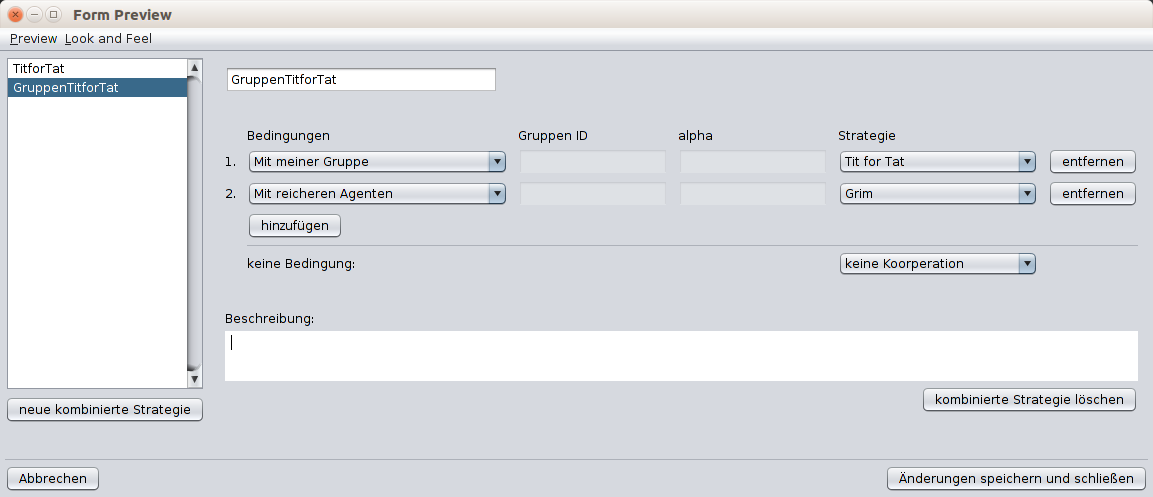 Form Preview
Preview Look and Feel
TitforTat
GruppenTitforTat
neue kombinierte Strategie
GruppenTitforTat
Bedingungen Gruppen ID alpha Strategie
1. Mit meiner Gruppe Tit for Tat entfernen
2. Mit reicheren Agenten Grim entfernen
hinzufügen
keine Bedingung: keine Koorperation
Beschreibung:
kombinierte Strategie löschen
Abbrechen Änderungen speichern und schließen